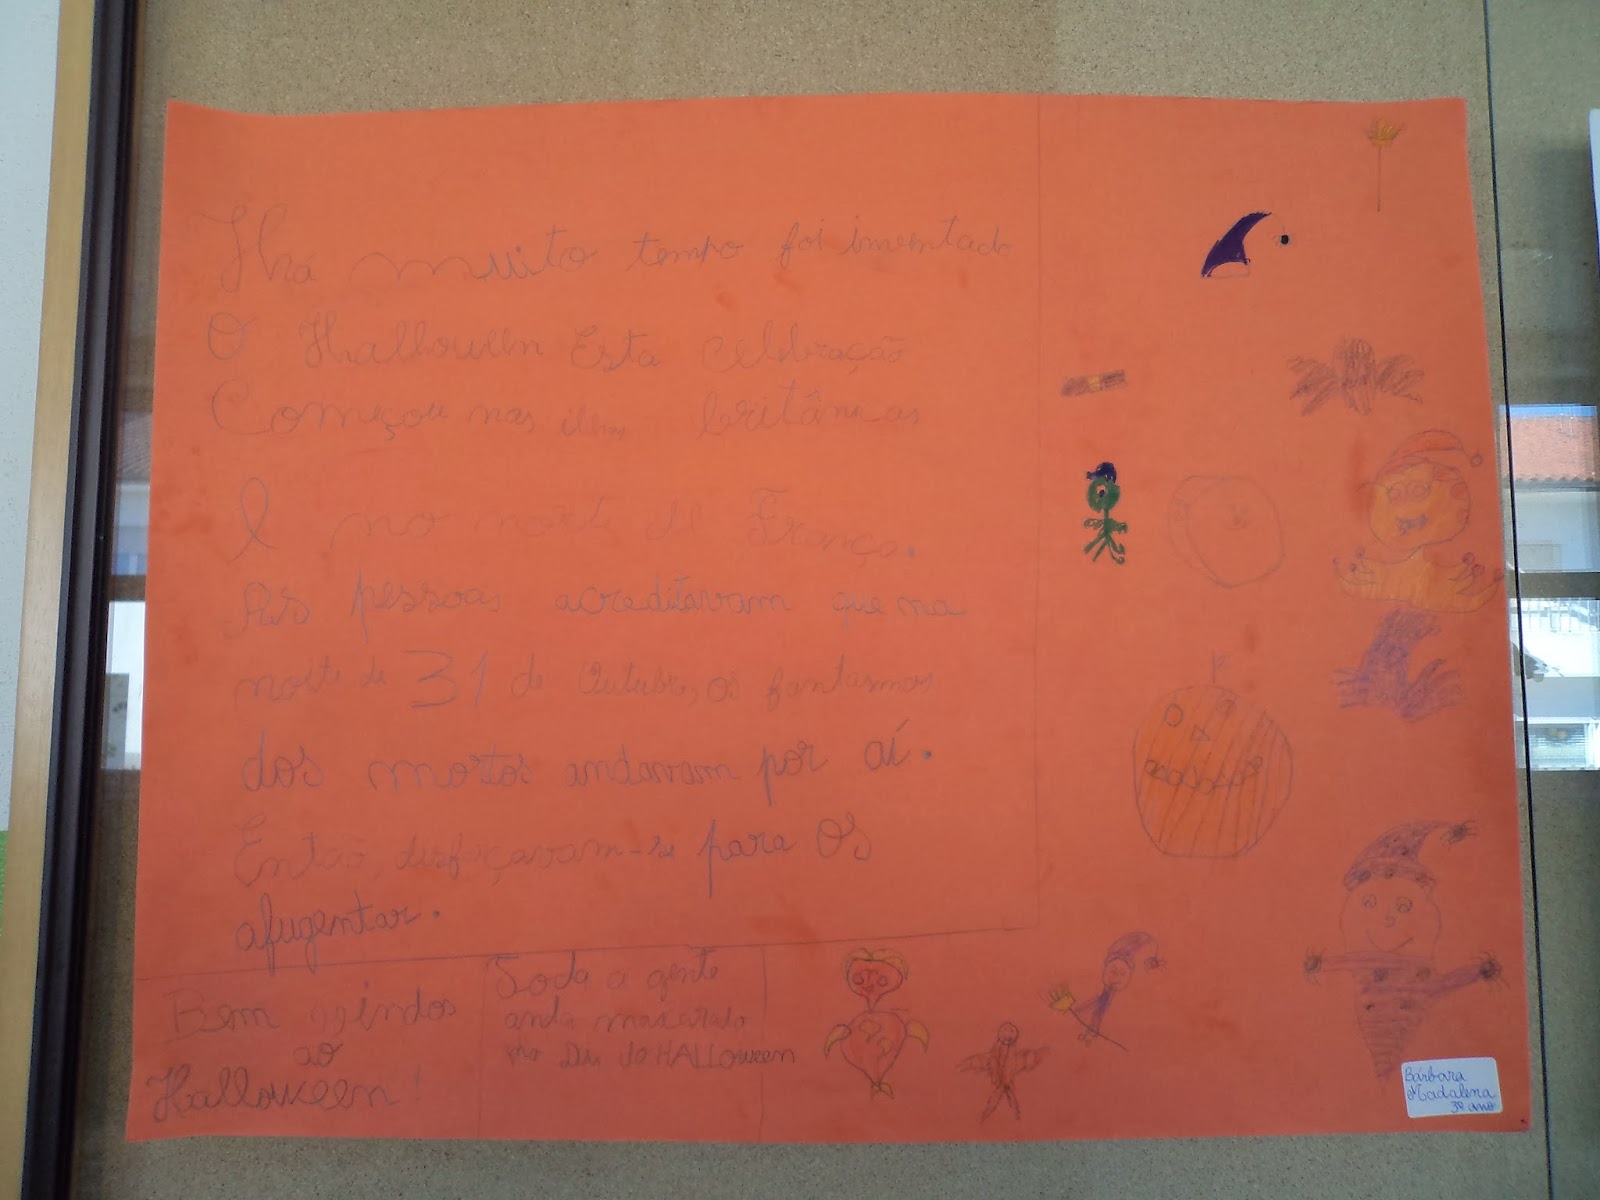 Há muito tempo foi inventado
O Halloween Esta celebração
Começou nas ilhas britânicas
e no norte de França.
As pessoas acreditavam que na
noite de 31 de Outubro, os fantasmas
dos mortos andavam por aí.
Então, disfarçavam-se para os
afugentar.
Bem vindos
ao
Halloween!
Toda a gente
anda mascarado
no Dia do HALLOween
Bárbara
Madalena
3º ano